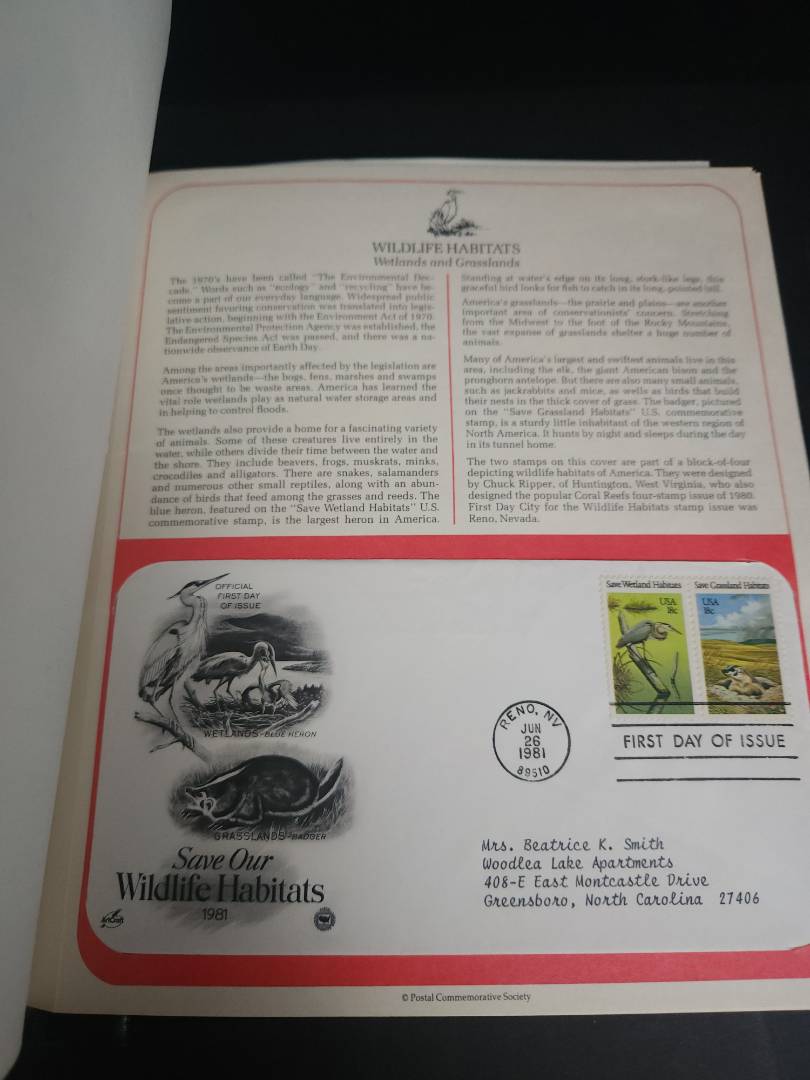 WILDLIFE HABITATS
Wetlands and Grasslands
The 1970's have been called "The Environmental Dec-
ade." Words such as "ecology" and "recycling" have be-
come a part of our everyday language. Widespread public
sentiment favoring conservation was translated into legis-
lative action, beginning with the Environment Act of 1970.
The Environmental Protection Agency was established, the
Endangered Species Act was passed, and there was a na-
tionwide observance of Earth Day.
Among the areas importantly affected by the legislation are
America's wetlands—the bogs, fens, marshes and swamps
once thought to be waste areas. America has learned the
vital role wetlands play as natural water storage areas and
in helping to control floods.
The wetlands also provide a home for a fascinating variety
of animals. Some of these creatures live entirely in the
water, while others divide their time between the water and
the shore. They include beavers, frogs, muskrats, minks,
crocodiles and alligators. There are snakes, salamanders
and numerous other small reptiles, along with an abun-
dance of birds that feed among the grasses and reeds. The
blue heron, featured on the "Save Wetland Habitats" U.S.
commemorative stamp, is the largest heron in America.
Standing at water's edge on its long, stork-like legs, this
graceful bird looks for fish to catch in its long, pointed bill.
America's grasslands—the prairie and plains—are another
important area of conservationists' concern. Stretching
from the Midwest to the foot of the Rocky Mountains,
the vast expanse of grasslands shelter a huge number of
animals.
Many of America's largest and swiftest animals live in this
area, including the elk, the giant American bison and the
pronghorn antelope. But there are also many small animals,
such as jackrabbits and mice, as wells as birds that build
their nests in the thick cover of grass. The badger, pictured
on the "Save Grassland Habitats" U.S. commemorative
stamp, is a sturdy little inhabitant of the western region of
North America. It hunts by night and sleeps during the day
in its tunnel home.
The two stamps on this cover are part of a block-of-four
depicting wildlife habitats of America. They were designed
by Chuck Ripper, of Huntington, West Virginia, who also
designed the popular Coral Reefs four-stamp issue of 1980.
First Day City for the Wildlife Habitats stamp issue was
Reno, Nevada.
OFFICIAL
FIRST DAY
OF ISSUE
WETLANDS-BLUE HERON
GRASSLANDS-BADGER
Save Our
Wildlife Habitats
1981
ArtCraft
Save Wetland Habitats
USA
18c
Save Grassland Habitats
USA
18c
RENO, NV
JUN
26
1981
89510
FIRST DAY OF ISSUE
Mrs. Beatrice K. Smith
Woodlea Lake Apartments
408-E East Montcastle Drive
Greensboro, North Carolina 27406
© Postal Commemorative Society